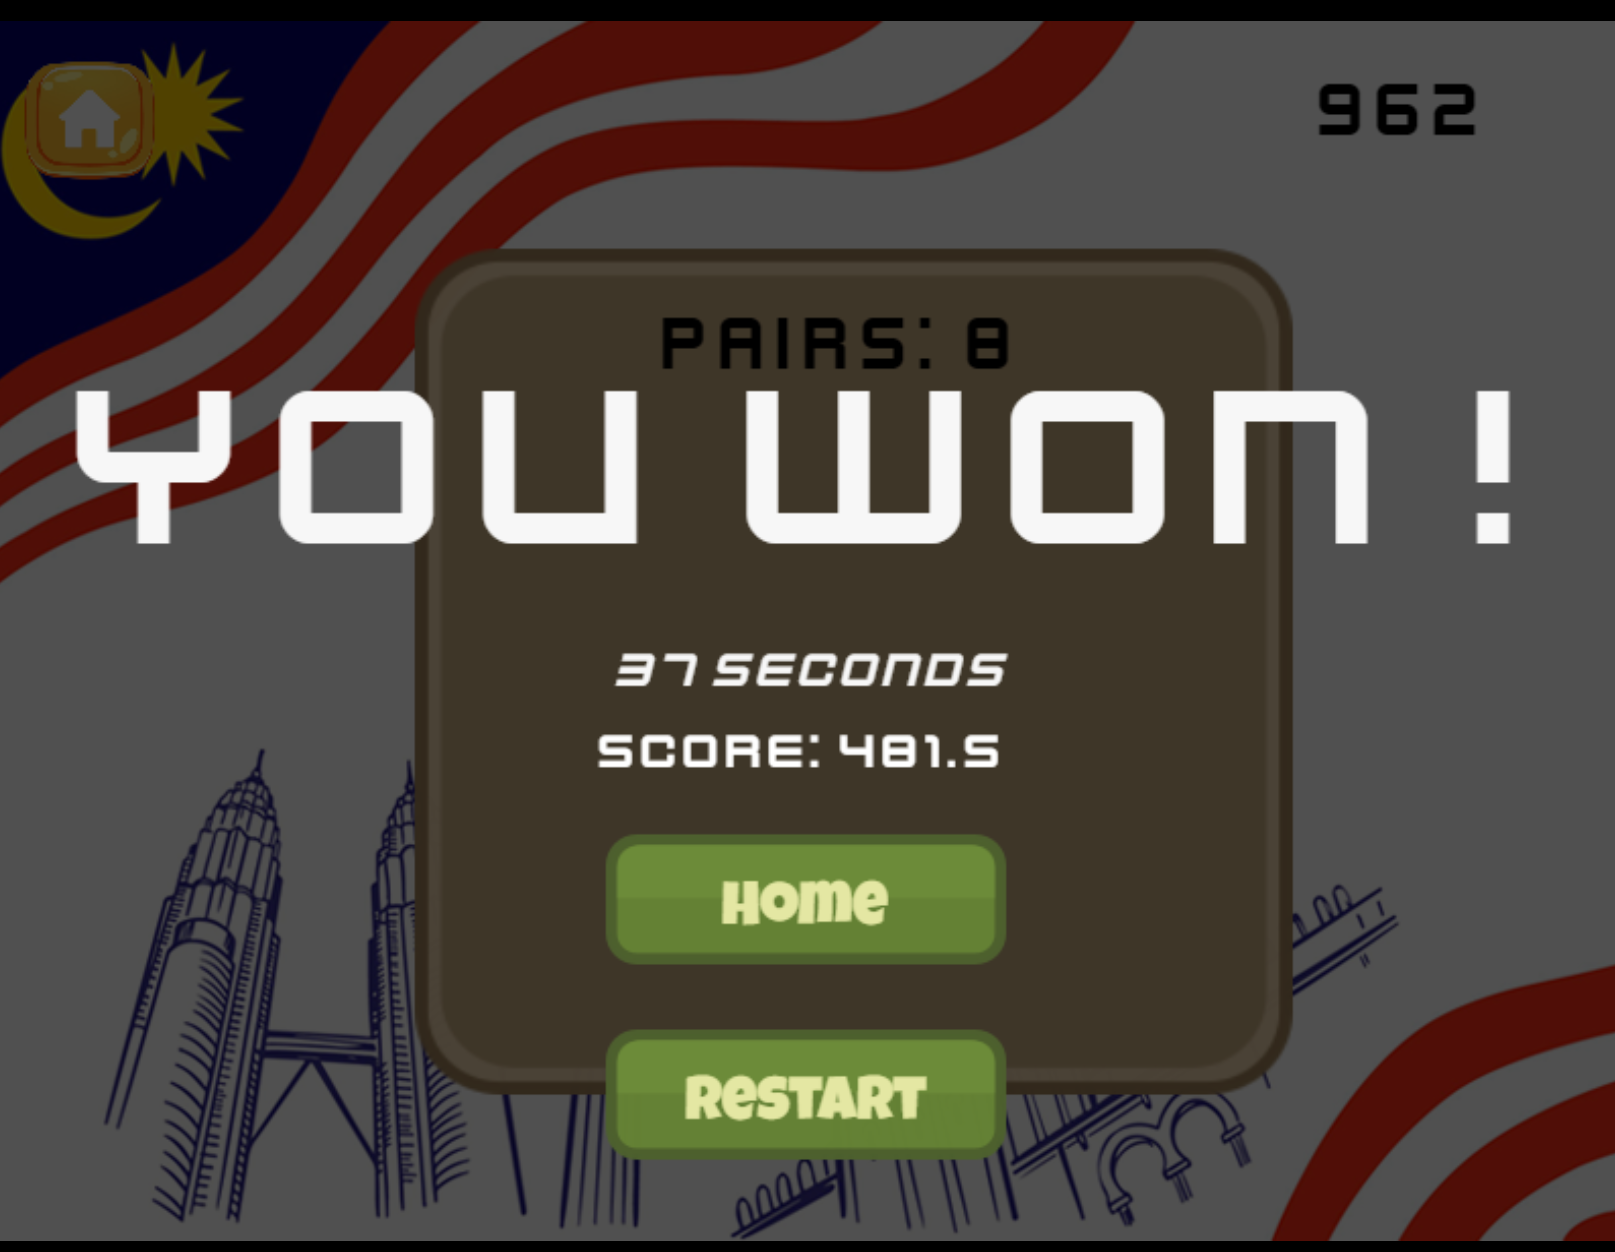 962
PAIRS: 8
YOU WON !
37 SECONDS
SCORE: 481.5
Home
RESTART